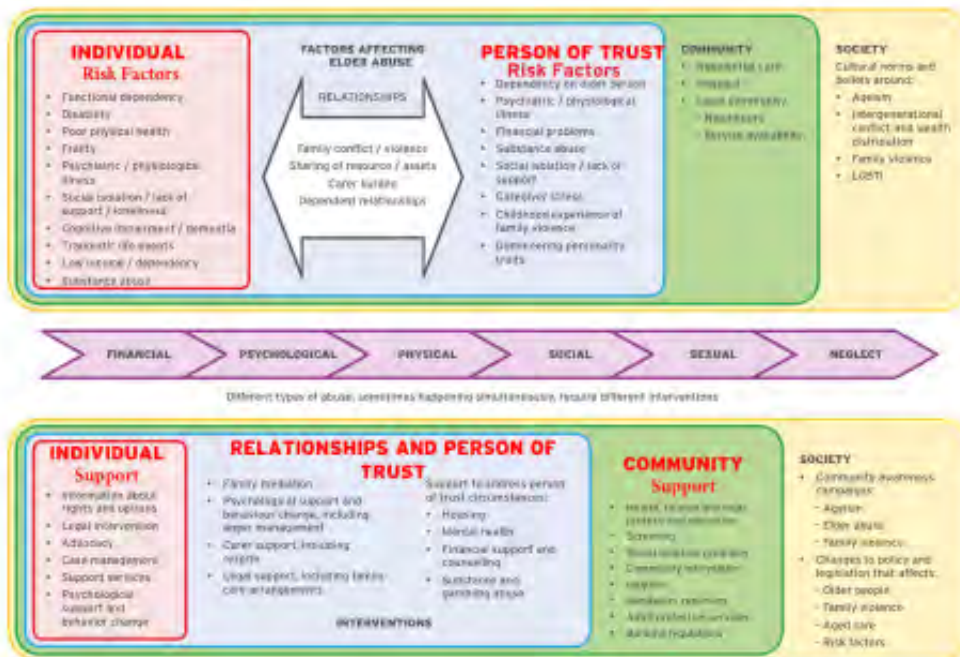 INDIVIDUAL
Risk Factors
• Functional dependency
• Disability
• Poor physical health
• Frailty
• Psychiatric / physiological
illness
• Social isolation / lack of
support / loneliness
• Cognitive impairment / dementia
• Traumatic life events
• Low income / dependency
• Substance abuse
FACTORS AFFECTING
ELDER ABUSE
RELATIONSHIPS
Family conflict / violence
Sharing of resource / assets
Carer burden
Dependent relationships
PERSON OF TRUST
Risk Factors
• Dependency on older person
• Psychiatric / physiological
illness
• Financial problems
• Substance abuse
• Social isolation / lack of
support
• Caregiver stress
• Childhood experience of
family violence
• Domineering personality
traits
COMMUNITY
• Residential care
• Hospital
• Local community
- Neighbours
- Service availability
SOCIETY
Cultural norms and
beliefs around:
• Ageism
• Intergenerational
conflict and wealth
distribution
• Family violence
• LGBTI
FINANCIAL
PSYCHOLOGICAL
PHYSICAL
SOCIAL
SEXUAL
NEGLECT
Different types of abuse, sometimes happening simultaneously, require different interventions
INDIVIDUAL
Support
• Information about
rights and options
• Legal intervention
• Advocacy
• Case management
• Support services
• Psychological
support and
behavior change
RELATIONSHIPS AND PERSON OF
TRUST
• Family mediation
• Psychological support and
behaviour change, including
anger management
• Carer support, including
respite
• Legal support, including family
care arrangements
Support to address person
of trust circumstances:
• Housing
• Mental health
• Financial support and
counselling
• Substance and
gambling abuse
INTERVENTIONS
COMMUNITY
Support
• Health,
• Screening
• Community
• Helplines
• Mandatory reporting
• Adult protection services
• Banking regulations
SOCIETY
• Community awareness
campaigns:
- Ageism
- Elder abuse
- Family violence
• Changes to policy and
legislation that affects:
- Older people
- Family violence
- Aged care
- Risk factors